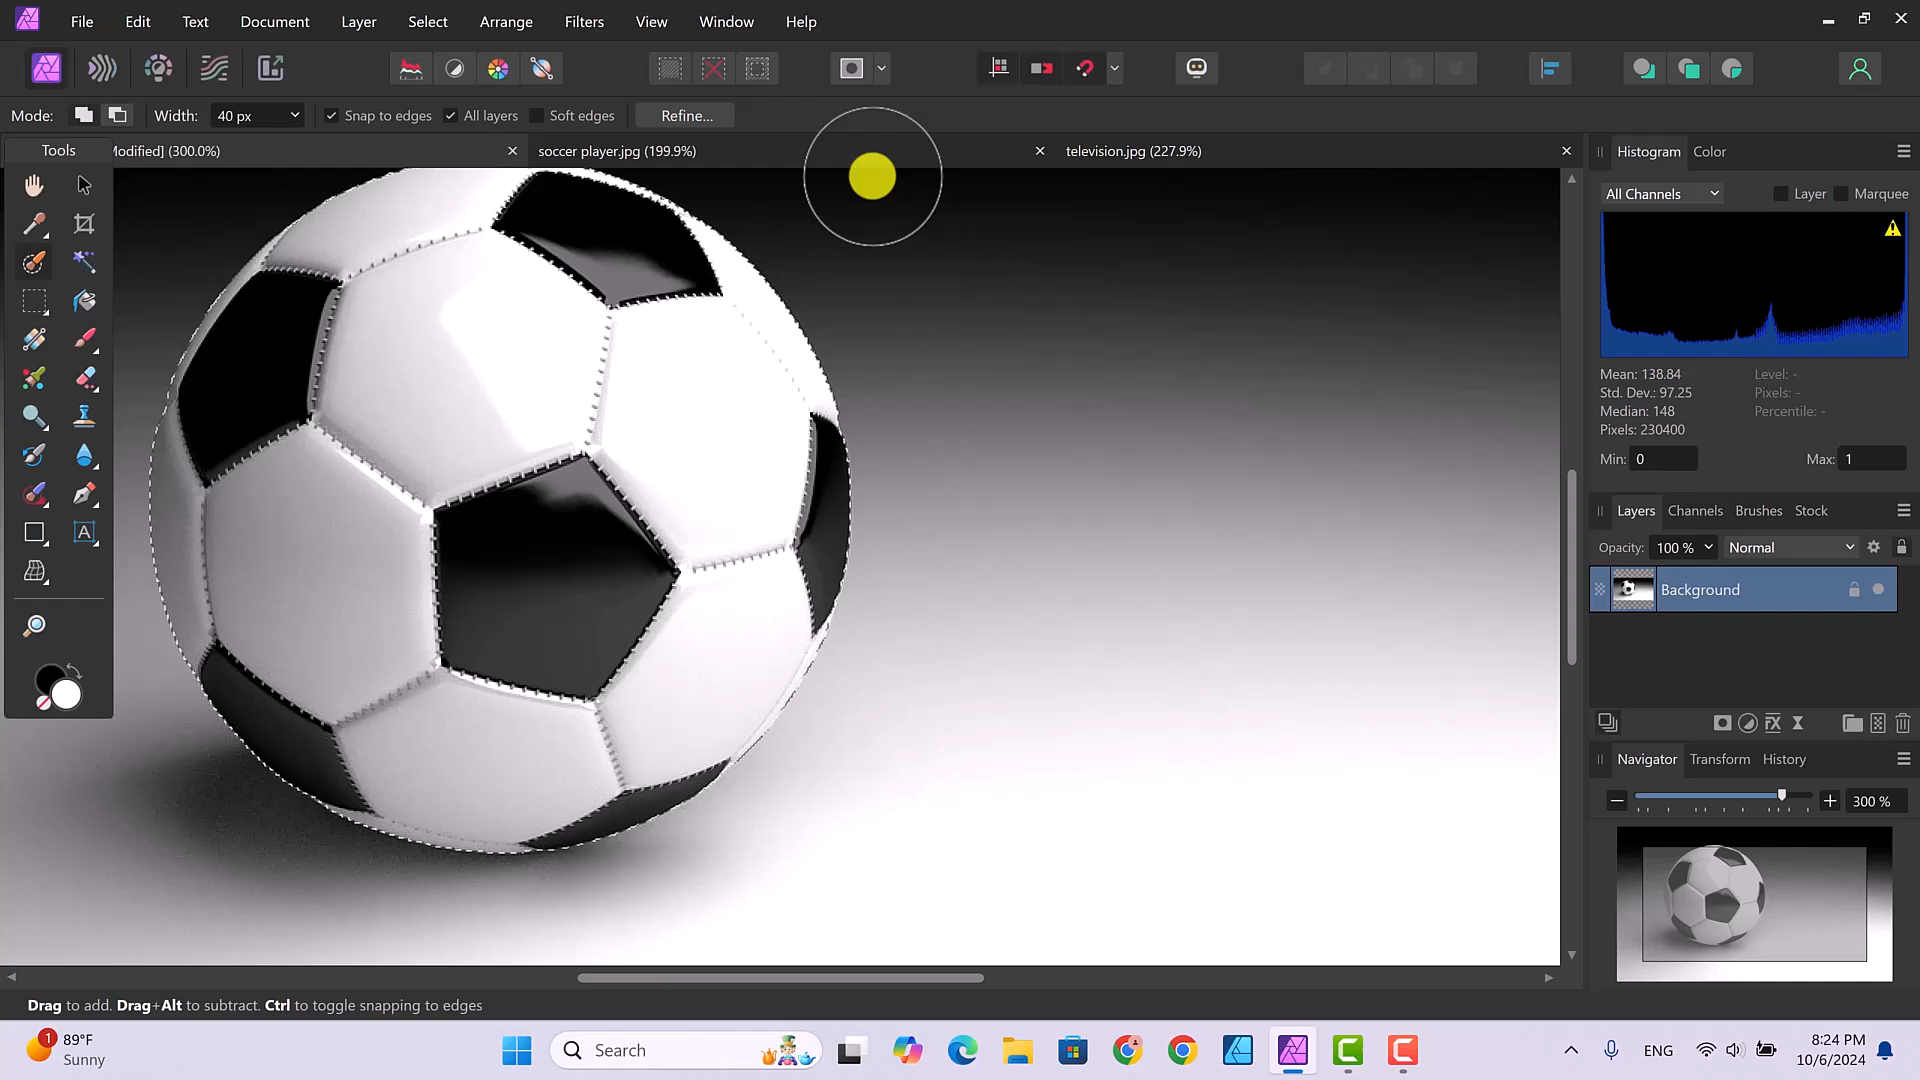 File Edit Text Document Layer Select Arrange Filters View Window Help
Mode: Width: 40 px Snap to edges All layers Soft edges Refine...
Tools
Modified] (300.0%)
soccer player.jpg (199.9%)
television.jpg (227.9%)
Histogram Color
All Channels Layer Marquee
Mean: 138.84 Level: -
Std. Dev.: 97.25 Pixels: -
Median: 148 Percentile: -
Pixels: 230400
Min: 0 Max: 1
Layers Channels Brushes Stock
Opacity: 100 % Normal
Background
Navigator Transform History
300 %
Drag to add. Drag+Alt to subtract. Ctrl to toggle snapping to edges
1 89°F
Sunny
Search
ENG
8:24 PM
10/6/2024